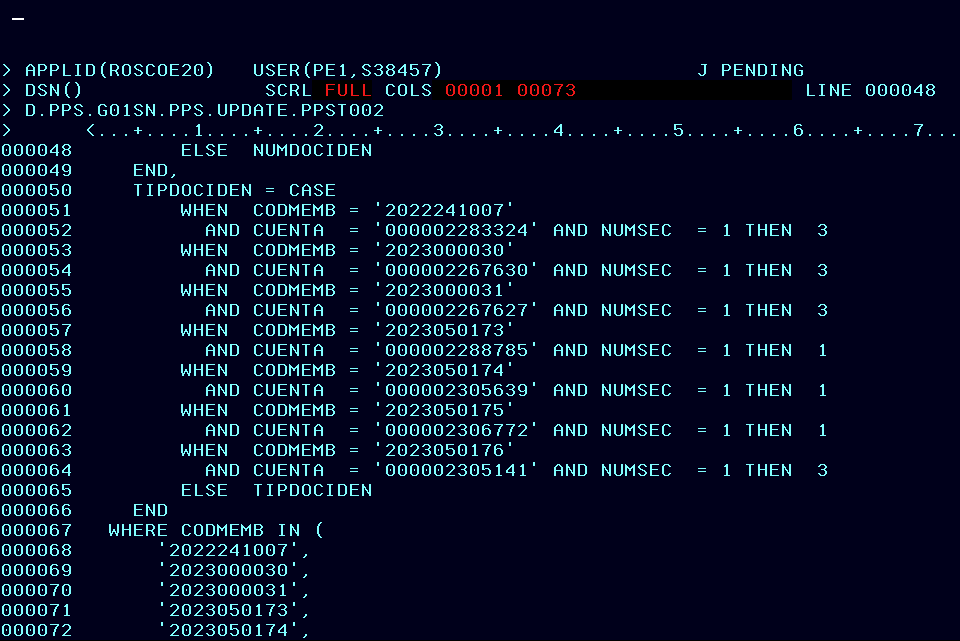 _
> APPLID(ROSCOE20)   USER(PE1,S38457)                     J PENDING
> DSN()               SCRL FULL COLS 00001 00073                   LINE 000048
> D.PPS.G01SN.PPS.UPDATE.PPST002
>      <...+....1....+....2....+....3....+....4....+....5....+....6....+....7...
000048         ELSE  NUMDOCIDEN
000049     END,
000050     TIPDOCIDEN = CASE
000051         WHEN  CODMEMB = '2022241007'
000052           AND CUENTA  = '000002283324' AND NUMSEC  = 1 THEN  3
000053         WHEN  CODMEMB = '2023000030'
000054           AND CUENTA  = '000002267630' AND NUMSEC  = 1 THEN  3
000055         WHEN  CODMEMB = '2023000031'
000056           AND CUENTA  = '000002267627' AND NUMSEC  = 1 THEN  3
000057         WHEN  CODMEMB = '2023050173'
000058           AND CUENTA  = '000002288785' AND NUMSEC  = 1 THEN  1
000059         WHEN  CODMEMB = '2023050174'
000060           AND CUENTA  = '000002305639' AND NUMSEC  = 1 THEN  1
000061         WHEN  CODMEMB = '2023050175'
000062           AND CUENTA  = '000002306772' AND NUMSEC  = 1 THEN  1
000063         WHEN  CODMEMB = '2023050176'
000064           AND CUENTA  = '000002305141' AND NUMSEC  = 1 THEN  3
000065         ELSE  TIPDOCIDEN
000066     END
000067   WHERE CODMEMB IN (
000068       '2022241007',
000069       '2023000030',
000070       '2023000031',
000071       '2023050173',
000072       '2023050174',